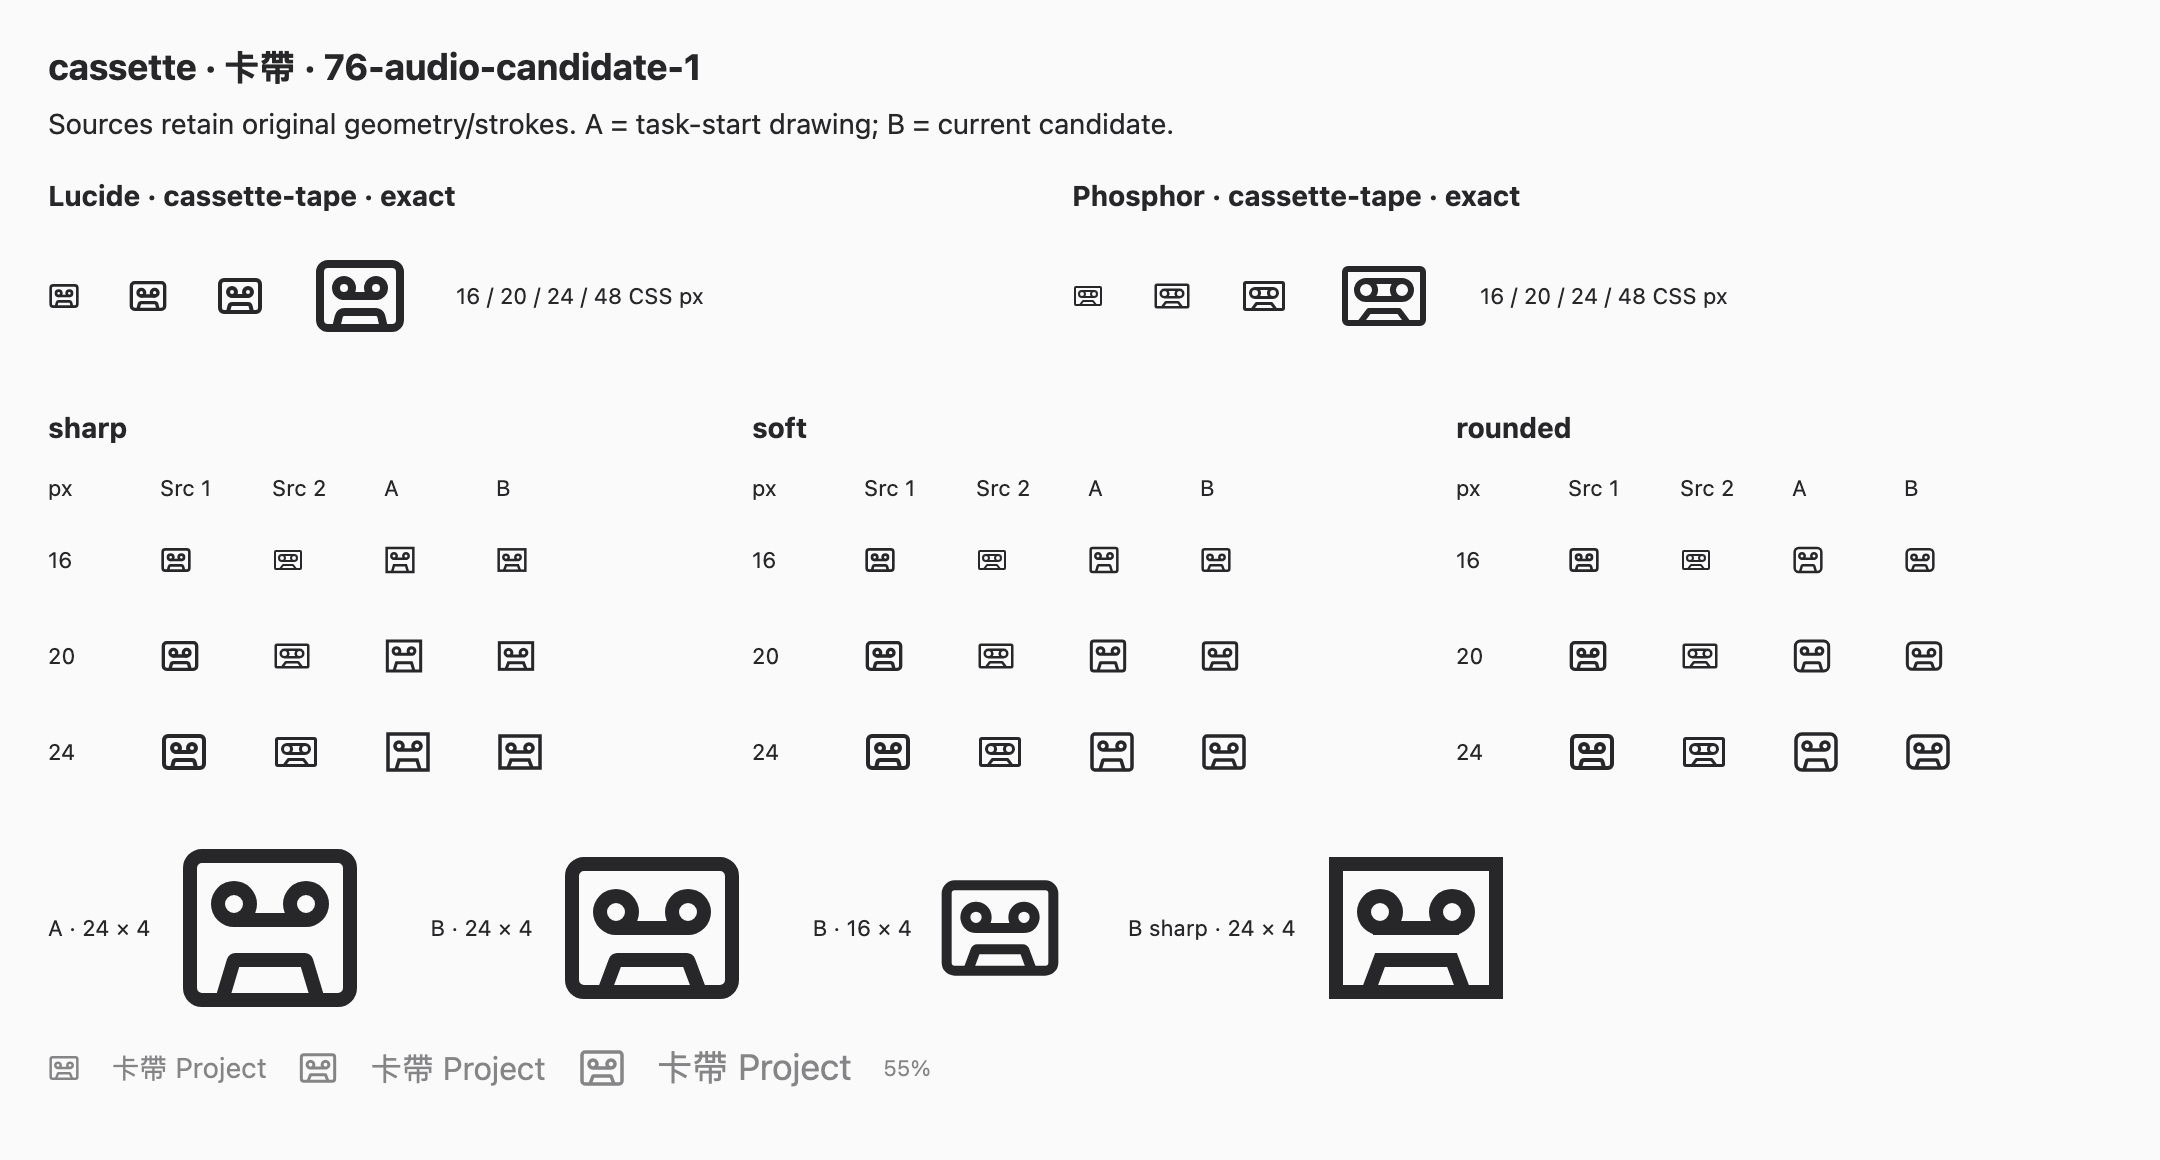 cassette · 卡帶 · 76-audio-candidate-1
Sources retain original geometry/strokes. A = task-start drawing; B = current candidate.
Lucide · cassette-tape · exact
16 / 20 / 24 / 48 CSS px
Phosphor · cassette-tape · exact
16 / 20 / 24 / 48 CSS px
sharp
px Src 1 Src 2 A B
16
20
24
soft
px Src 1 Src 2 A B
16
20
24
rounded
px Src 1 Src 2 A B
16
20
24
A · 24 × 4
B · 24 × 4
B · 16 × 4
B sharp · 24 × 4
卡帶 Project 卡帶 Project 卡帶 Project 55%